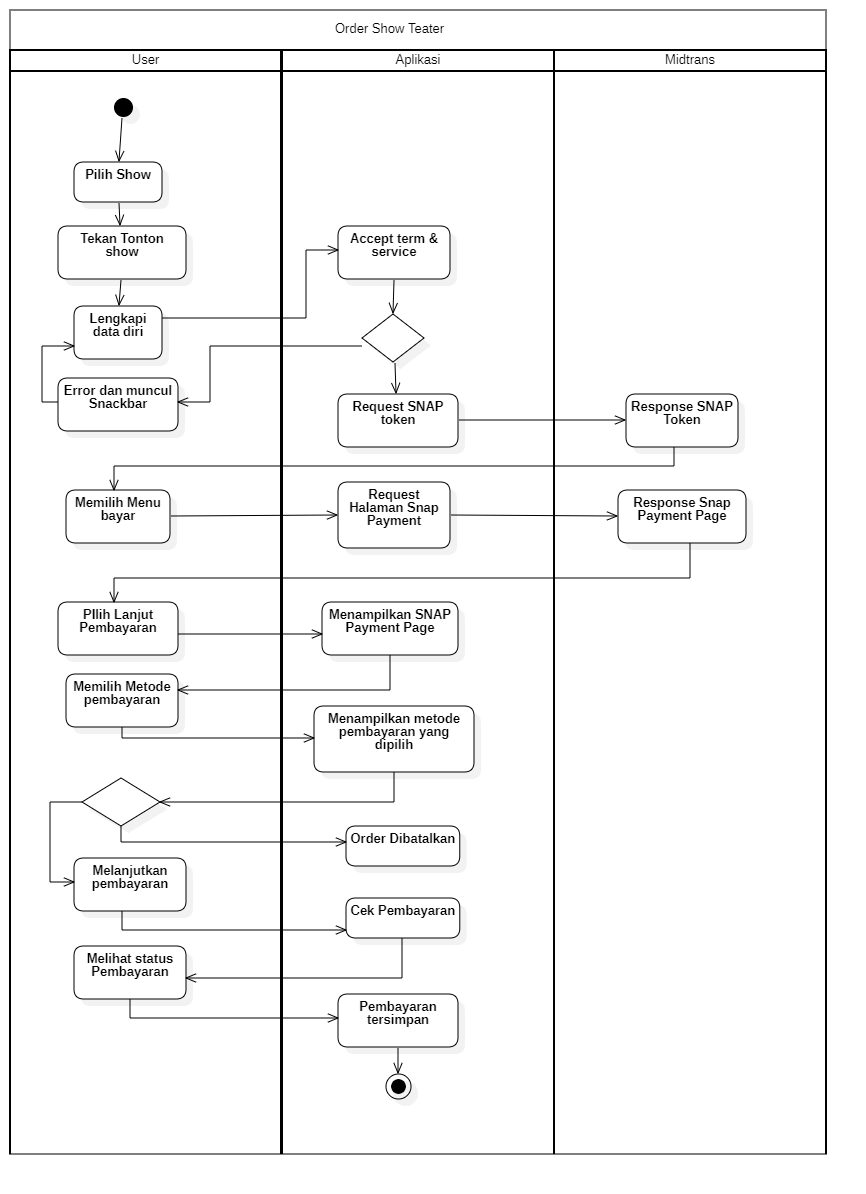 Order Show Teater
User
Aplikasi
Midtrans
Pilih Show
Tekan Tonton
show
Accept term &
service
Lengkapi
data diri
Error dan muncul
Snackbar
Request SNAP
token
Response SNAP
Token
Memilih Menu
bayar
Request
Halaman Snap
Payment
Response Snap
Payment Page
PIlih Lanjut
Pembayaran
Menampilkan SNAP
Payment Page
Memilih Metode
pembayaran
Menampilkan metode
pembayaran yang
dipilih
Order Dibatalkan
Melanjutkan
pembayaran
Cek Pembayaran
Melihat status
Pembayaran
Pembayaran
tersimpan